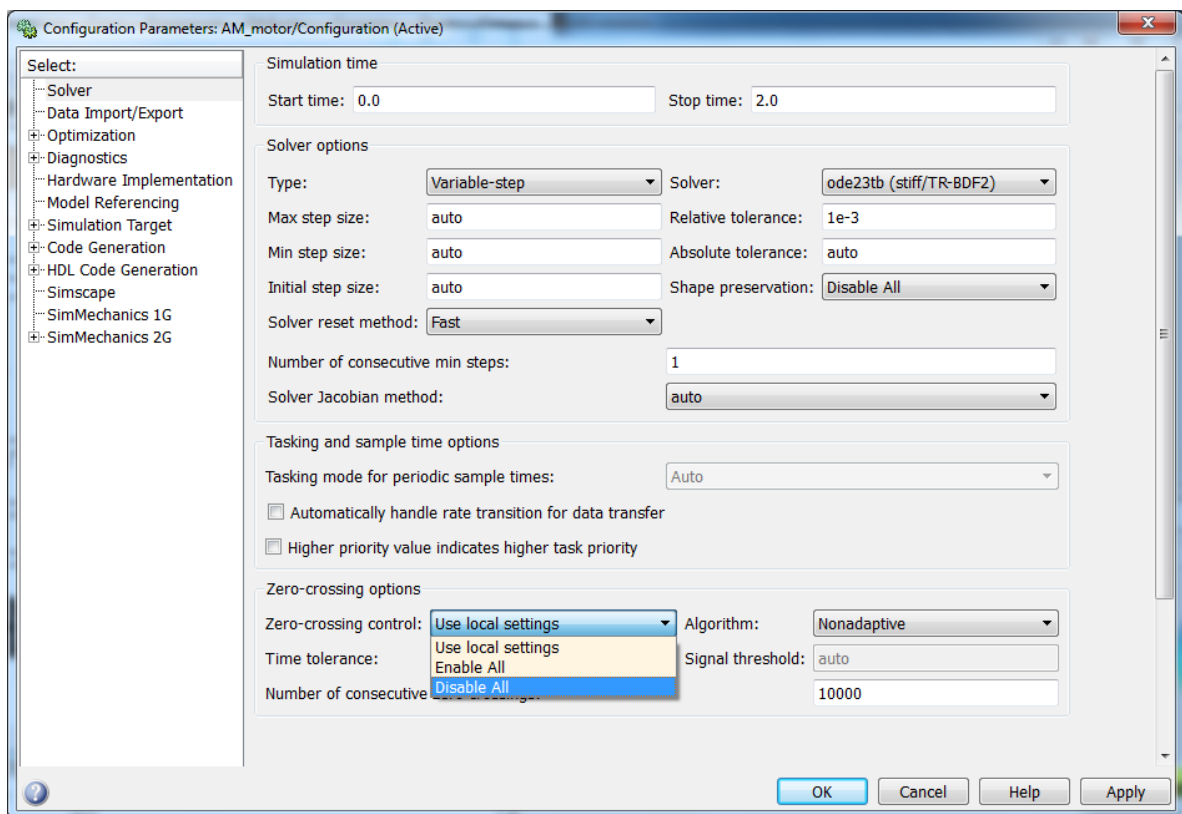 Configuration Parameters: AM_motor/Configuration (Active)
Select:
Solver
Data Import/Export
Optimization
Diagnostics
Hardware Implementation
Model Referencing
Simulation Target
Code Generation
HDL Code Generation
Simscape
SimMechanics 1G
SimMechanics 2G
Simulation time
Start time: 0.0 Stop time: 2.0
Solver options
Type: Variable-step Solver: ode23tb (stiff/TR-BDF2)
Max step size: auto Relative tolerance: 1e-3
Min step size: auto Absolute tolerance: auto
Initial step size: auto Shape preservation: Disable All
Solver reset method: Fast
Number of consecutive min steps: 1
Solver Jacobian method: auto
Tasking and sample time options
Tasking mode for periodic sample times: Auto
Automatically handle rate transition for data transfer
Higher priority value indicates higher task priority
Zero-crossing options
Zero-crossing control: Use local settings Algorithm: Nonadaptive
Use local settings
Time tolerance: Enable All Signal threshold: auto
Disable All
Number of consecutive 10000
OK Cancel Help Apply